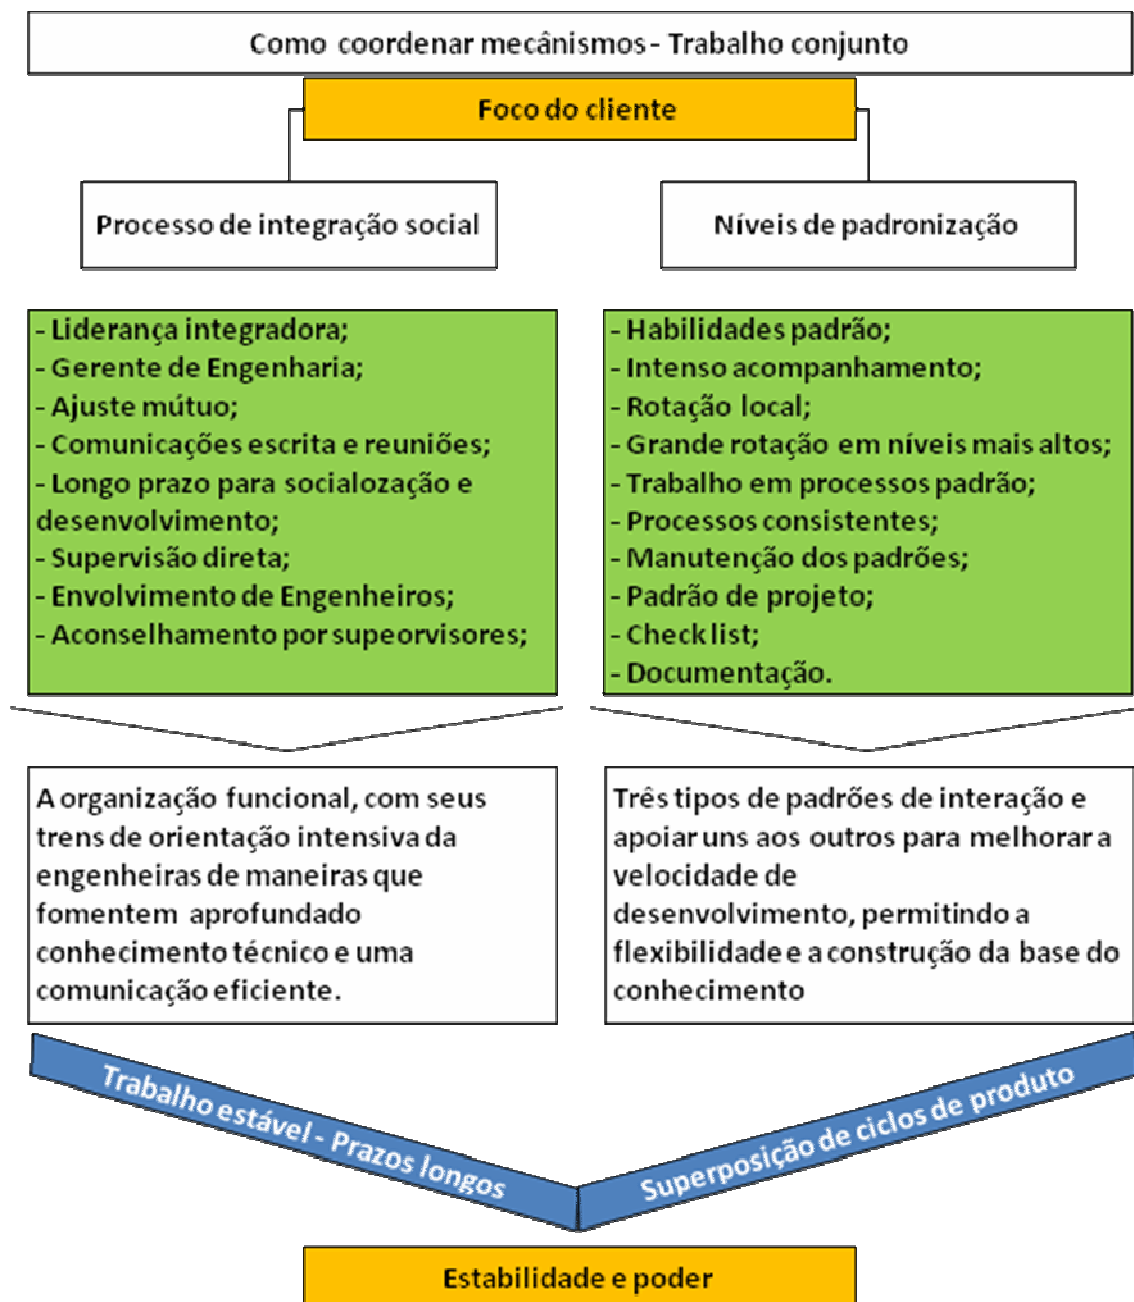 Como coordenar mecânismos - Trabalho conjunto
Foco do cliente
Processo de integração social
Níveis de padronização
- Liderança integradora;
- Gerente de Engenharia;
- Ajuste mútuo;
- Comunicações escrita e reuniões;
- Longo prazo para socialozação e
desenvolvimento;
- Supervisão direta;
- Envolvimento de Engenheiros;
- Aconselhamento por supeorvisores;
- Habilidades padrão;
- Intenso acompanhamento;
- Rotação local;
- Grande rotação em níveis mais altos;
- Trabalho em processos padrão;
- Processos consistentes;
- Manutenção dos padrões;
- Padrão de projeto;
- Check list;
- Documentação.
A organização funcional, com seus
trens de orientação intensiva da
engenheiras de maneiras que
fomentem aprofundado
conhecimento técnico e uma
comunicação eficiente.
Três tipos de padrões de interação e
apoiar uns aos outros para melhorar a
velocidade de
desenvolvimento, permitindo a
flexibilidade e a construção da base do
conhecimento
Trabalho estável - Prazos longos
Superposição de ciclos de produto
Estabilidade e poder